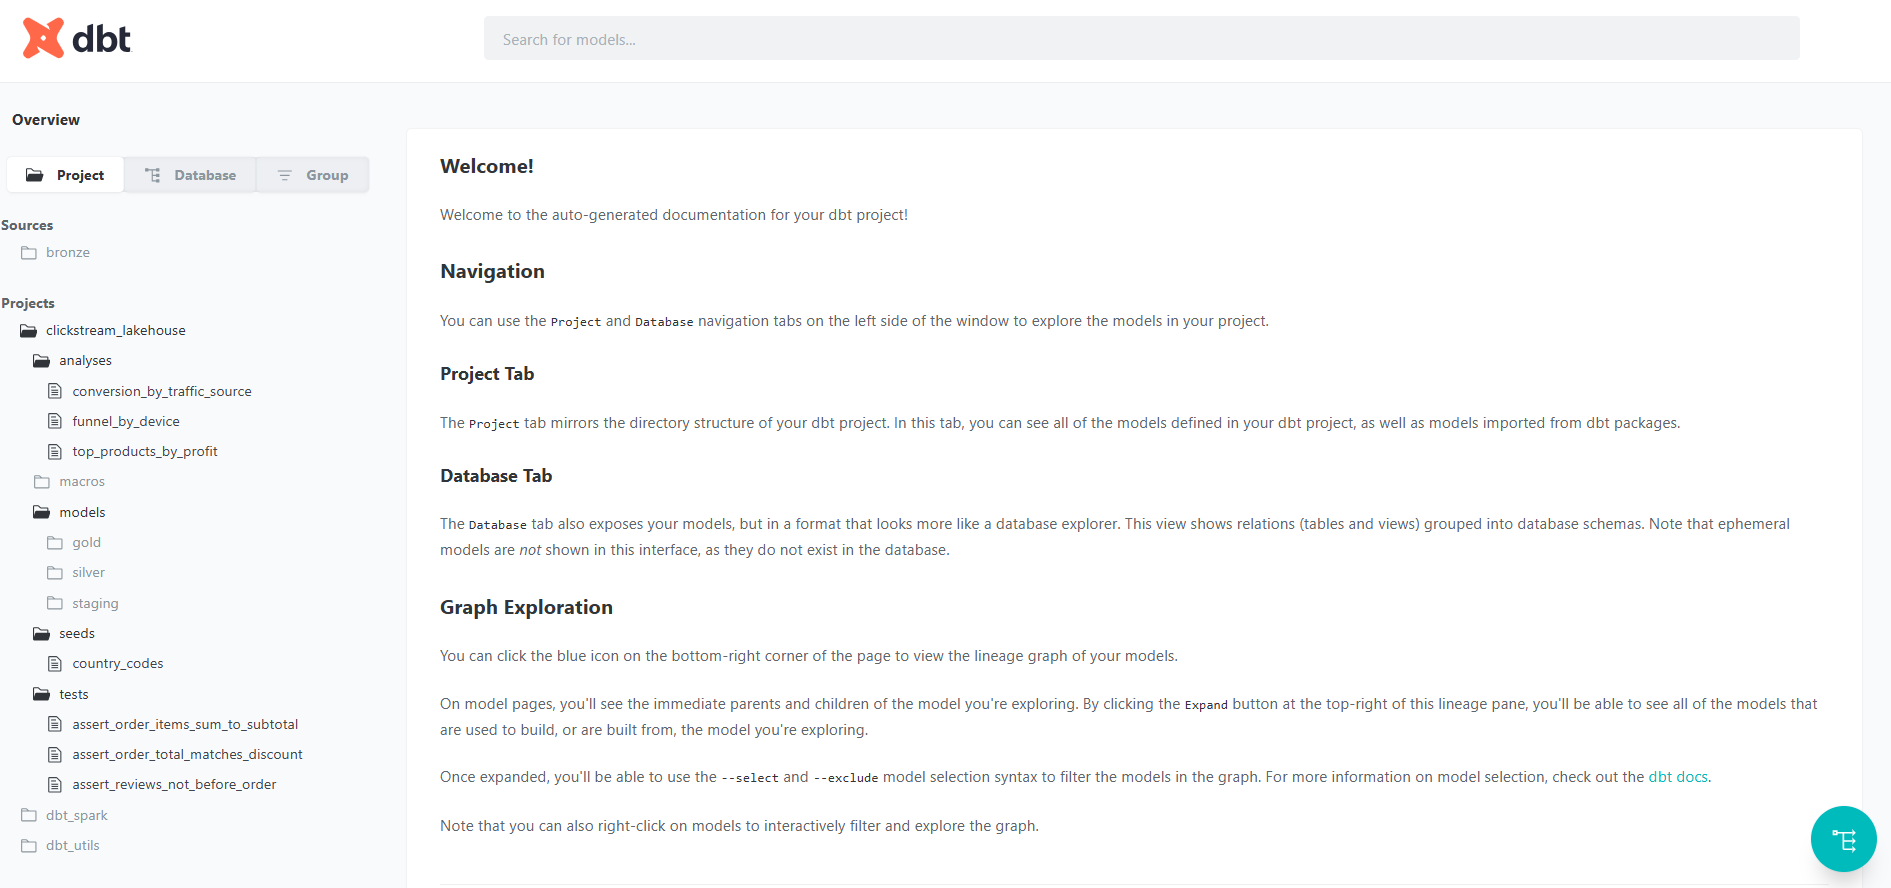 dbt
Search for models...
Overview
Project
Database
Group
Sources
bronze
Projects
clickstream_lakehouse
analyses
conversion_by_traffic_source
funnel_by_device
top_products_by_profit
macros
models
gold
silver
staging
seeds
country_codes
tests
assert_order_items_sum_to_subtotal
assert_order_total_matches_discount
assert_reviews_not_before_order
dbt_spark
dbt_utils
Welcome!
Welcome to the auto-generated documentation for your dbt project!
Navigation
You can use the Project and Database navigation tabs on the left side of the window to explore the models in your project.
Project Tab
The Project tab mirrors the directory structure of your dbt project. In this tab, you can see all of the models defined in your dbt project, as well as models imported from dbt packages.
Database Tab
The Database tab also exposes your models, but in a format that looks more like a database explorer. This view shows relations (tables and views) grouped into database schemas. Note that ephemeral
models are not shown in this interface, as they do not exist in the database.
Graph Exploration
You can click the blue icon on the bottom-right corner of the page to view the lineage graph of your models.
On model pages, you'll see the immediate parents and children of the model you're exploring. By clicking the Expand button at the top-right of this lineage pane, you'll be able to see all of the models that
are used to build, or are built from, the model you're exploring.
Once expanded, you'll be able to use the --select and --exclude model selection syntax to filter the models in the graph. For more information on model selection, check out the dbt docs.
Note that you can also right-click on models to interactively filter and explore the graph.